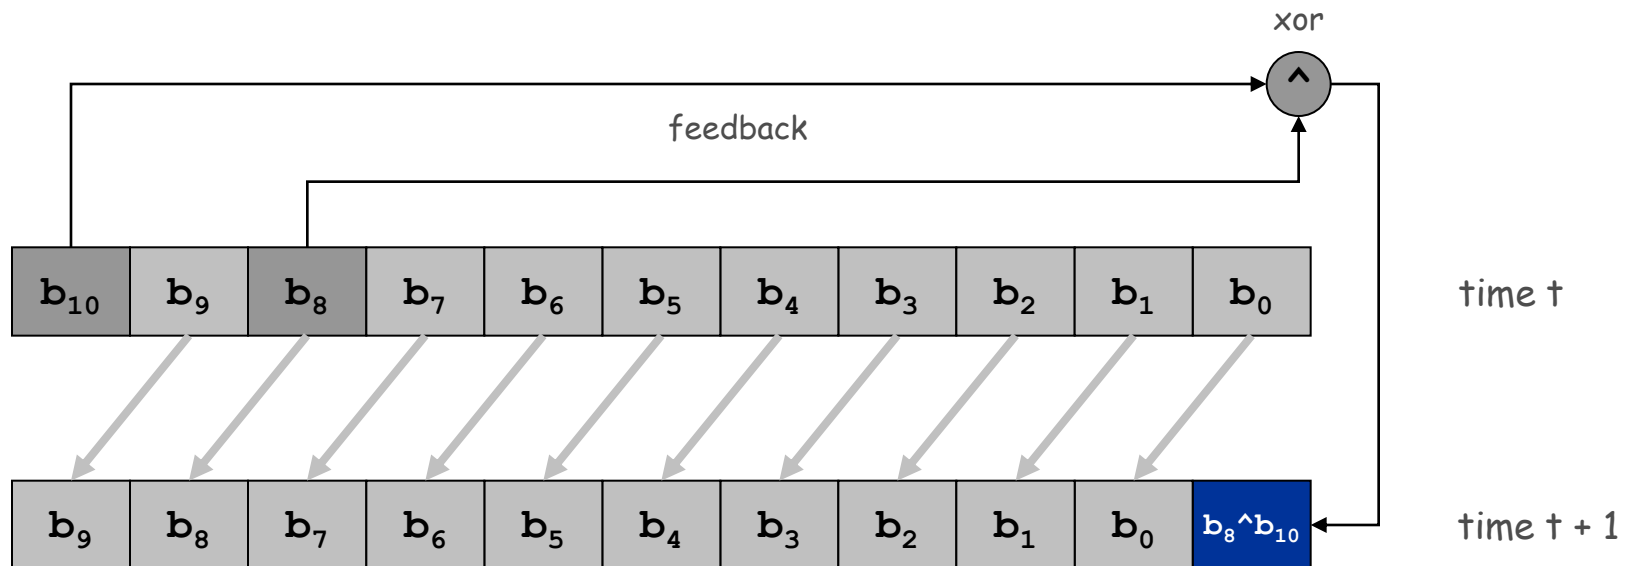 xor
^
feedback
b₁₀ b₉ b₈ b₇ b₆ b₅ b₄ b₃ b₂ b₁ b₀ time t
b₉ b₈ b₇ b₆ b₅ b₄ b₃ b₂ b₁ b₀ b₈^b₁₀ time t + 1